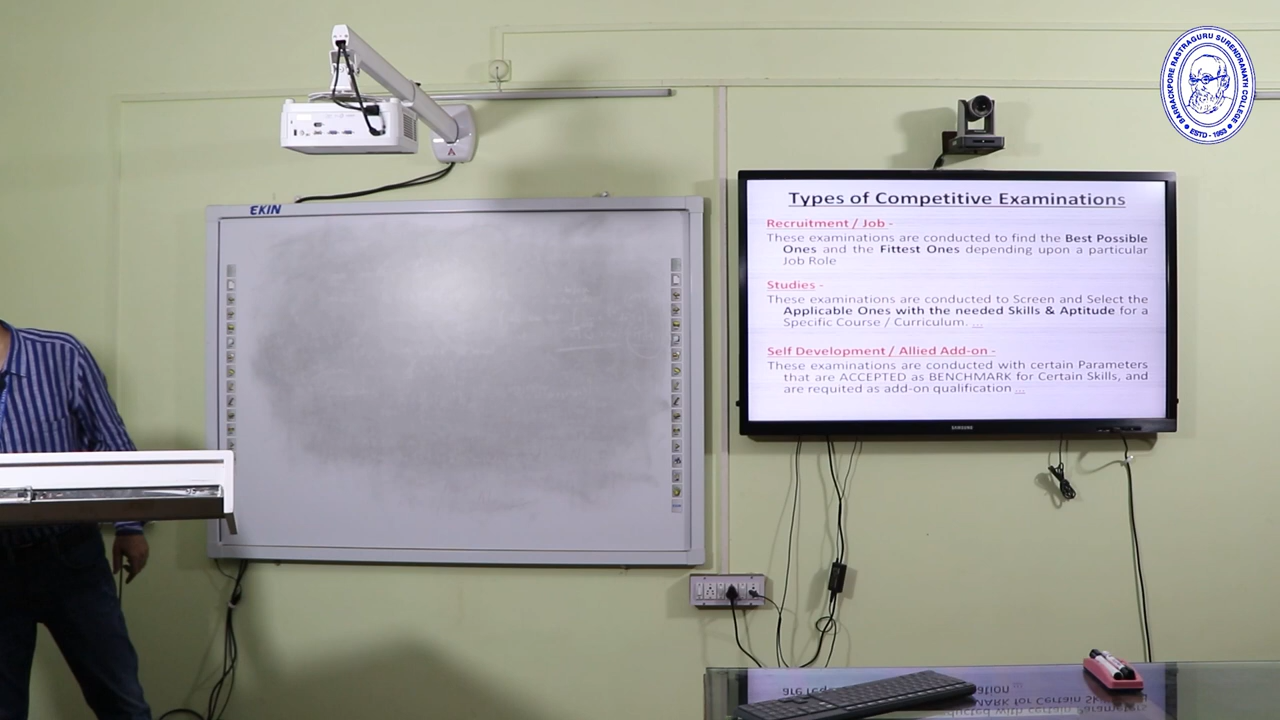 BARRACKPORE RASTRAGURU SURENDRANATH COLLEGE
ESTD - 1953
EKIN
Types of Competitive Examinations
Recruitment / Job -
These examinations are conducted to find the Best Possible
Ones and the Fittest Ones depending upon a particular
Job Role
Studies -
These examinations are conducted to Screen and Select the
Applicable Ones with the needed Skills & Aptitude for a
Specific Course / Curriculum. ...
Self Development / Allied Add-on -
These examinations are conducted with certain Parameters
that are ACCEPTED as BENCHMARK for Certain Skills, and
are requited as add-on qualification ...
SAMSUNG